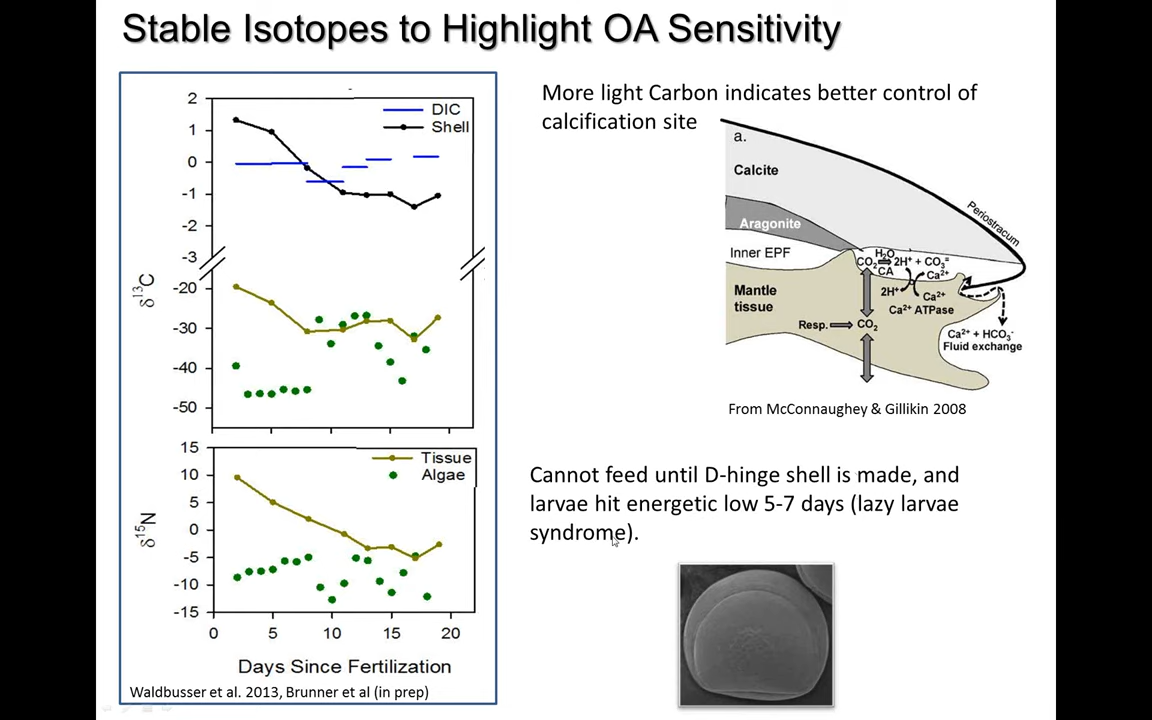 Stable Isotopes to Highlight OA Sensitivity
2
1
0
-1
-2
-3
-20
-30
-40
-50
δ¹³C
DIC
Shell
15
10
5
0
-5
-10
-15
δ¹⁵N
Tissue
Algae
0 5 10 15 20
Days Since Fertilization
Waldbusser et al. 2013, Brunner et al (in prep)
More light Carbon indicates better control of
calcification site
a.
Calcite
Aragonite
Periostracum
Inner EPF
H₂O
CO₂ 2H⁺ + CO₃⁼
CA Ca²⁺
Mantle
tissue
2H⁺ Ca²⁺
Ca²⁺ ATPase
Resp. CO₂
Ca²⁺ + HCO₃⁻
Fluid exchange
From McConnaughey & Gillikin 2008
Cannot feed until D-hinge shell is made, and
larvae hit energetic low 5-7 days (lazy larvae
syndrome).